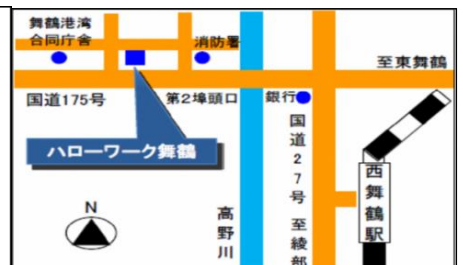 舞鶴港湾
合同庁舎
消防署
至東舞鶴
国道175号
第2埠頭口
銀行
ハローワーク舞鶴
国道27号 至綾部
西舞鶴駅
N
高野川